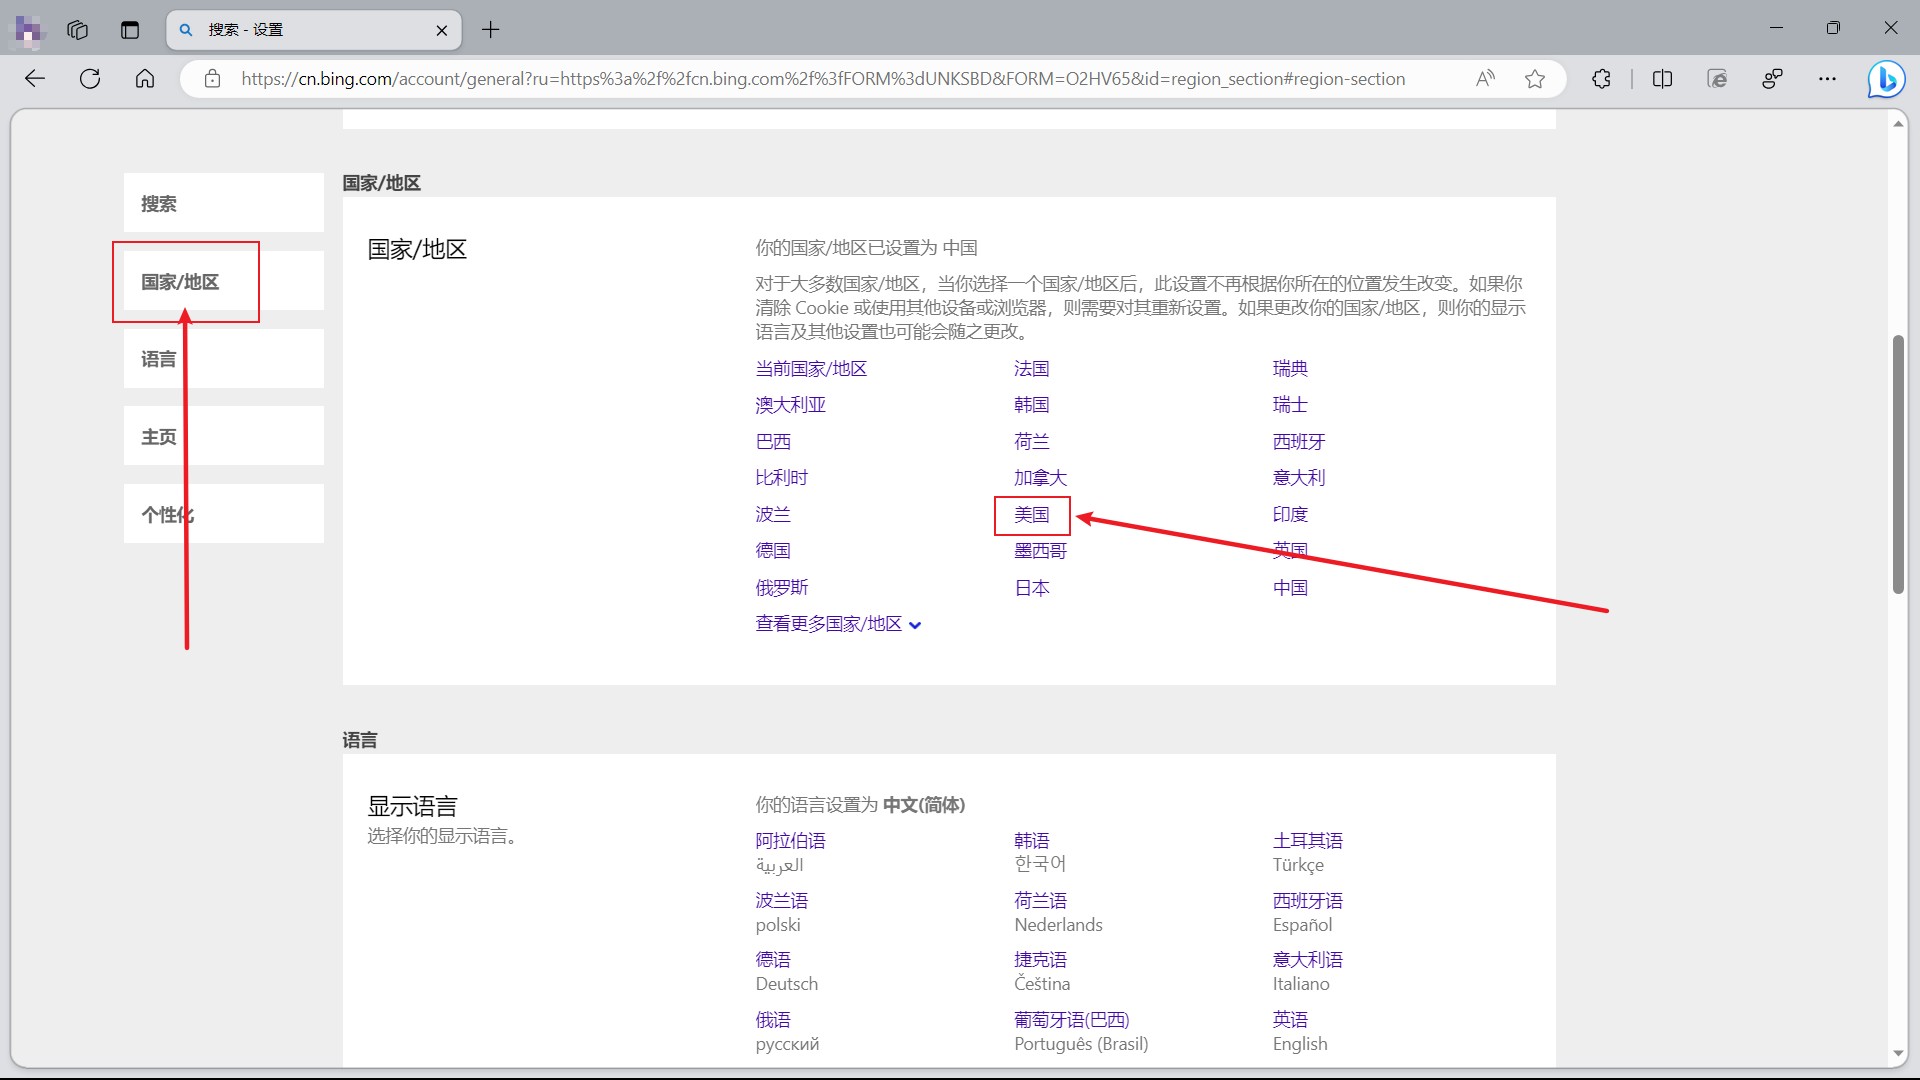 搜索 - 设置
https://cn.bing.com/account/general?ru=https%3a%2f%2fcn.bing.com%2f%3fFORM%3dUNKSBD&FORM=O2HV65&id=region_section#region-section
搜索
国家/地区
语言
主页
个性化
国家/地区
国家/地区
你的国家/地区已设置为 中国
对于大多数国家/地区，当你选择一个国家/地区后，此设置不再根据你所在的位置发生改变。如果你
清除 Cookie 或使用其他设备或浏览器，则需要对其重新设置。如果更改你的国家/地区，则你的显示
语言及其他设置也可能会随之更改。
当前国家/地区 法国 瑞典
澳大利亚 韩国 瑞士
巴西 荷兰 西班牙
比利时 加拿大 意大利
波兰 美国 印度
德国 墨西哥 英国
俄罗斯 日本 中国
查看更多国家/地区
语言
显示语言
选择你的显示语言。
你的语言设置为 中文(简体)
阿拉伯语 韩语 土耳其语
العربية 한국어 Türkçe
波兰语 荷兰语 西班牙语
polski Nederlands Español
德语 捷克语 意大利语
Deutsch Čeština Italiano
俄语 葡萄牙语(巴西) 英语
русский Português (Brasil) English